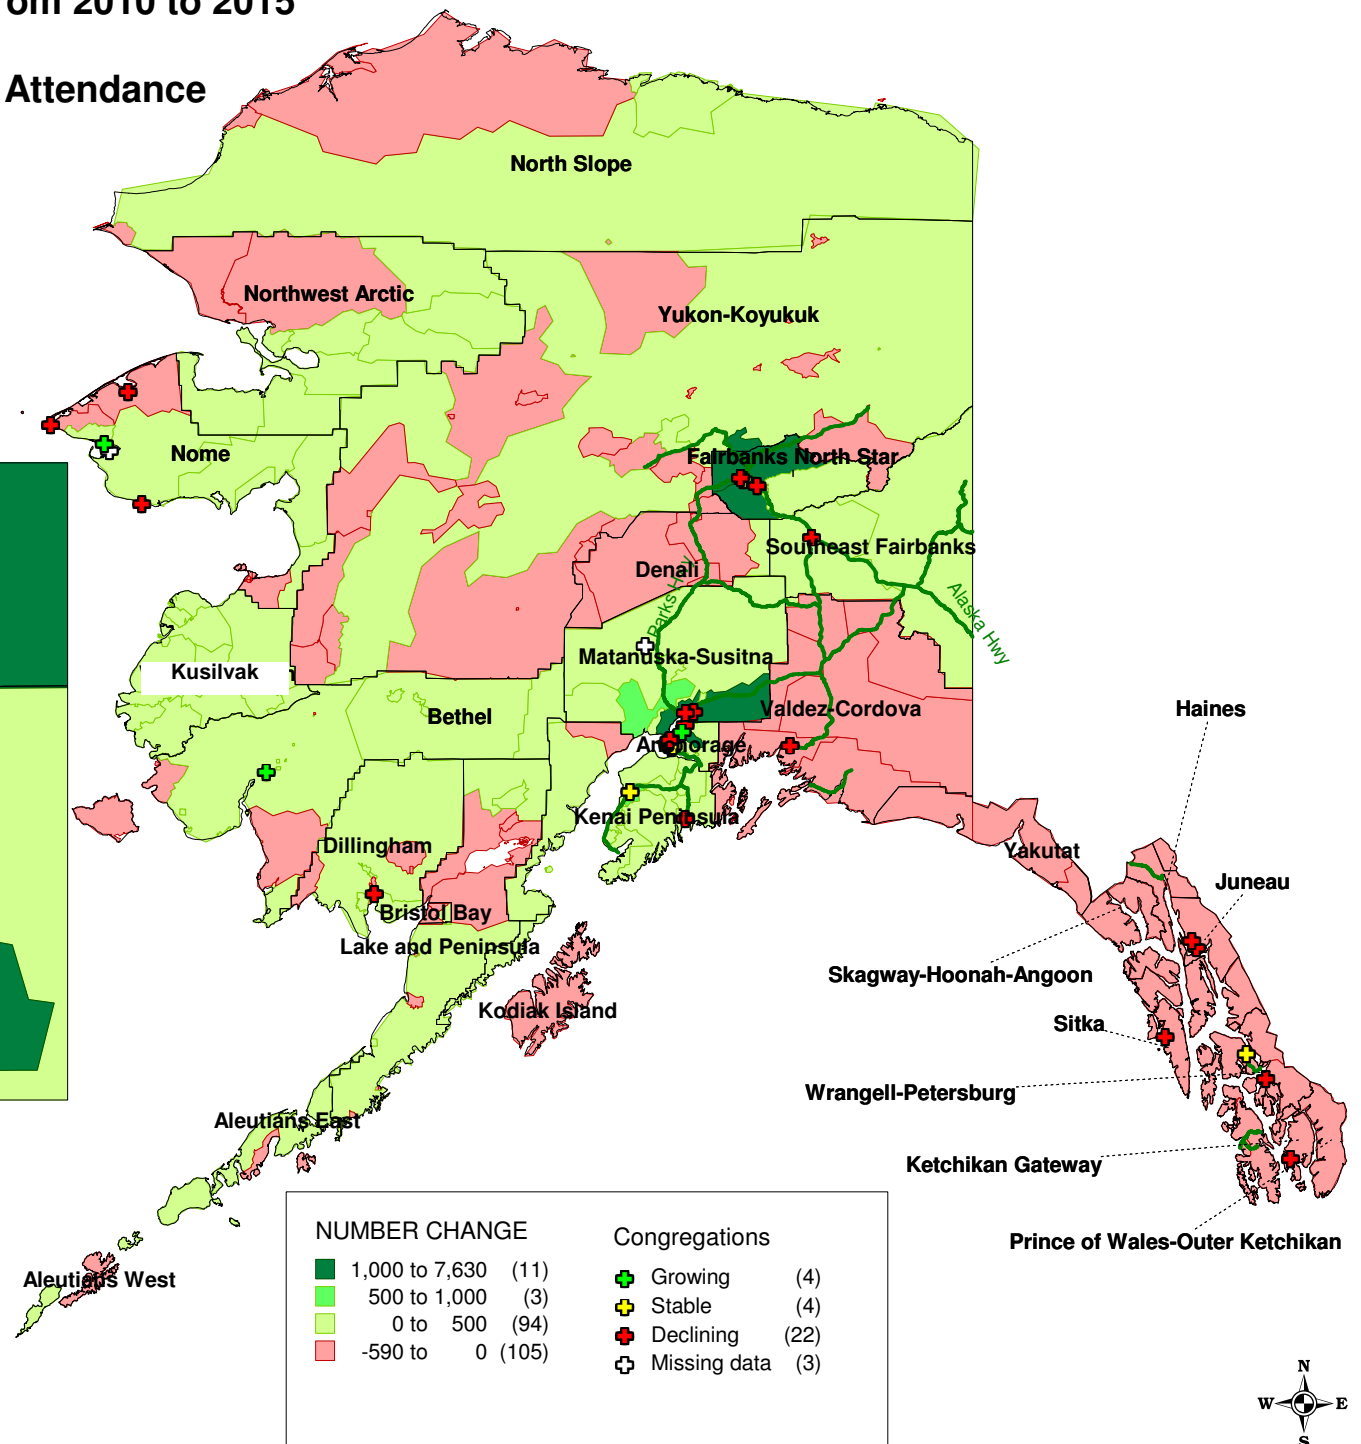 om 2010 to 2015
Attendance
North Slope
Northwest Arctic
Yukon-Koyukuk
Nome
Fairbanks North Star
Southeast Fairbanks
Denali
Parks Hwy
Alaska Hwy
Matanuska-Susitna
Kusilvak
Bethel
Valdez-Cordova
Haines
Anchorage
Kenai Peninsula
Dillingham
Yakutat
Juneau
Bristol Bay
Lake and Peninsula
Skagway-Hoonah-Angoon
Kodiak Island
Sitka
Wrangell-Petersburg
Aleutians East
Ketchikan Gateway
Prince of Wales-Outer Ketchikan
Aleutians West
NUMBER CHANGE
1,000 to 7,630 (11)
500 to 1,000 (3)
0 to 500 (94)
-590 to 0 (105)
Congregations
Growing (4)
Stable (4)
Declining (22)
Missing data (3)
N
W E
S